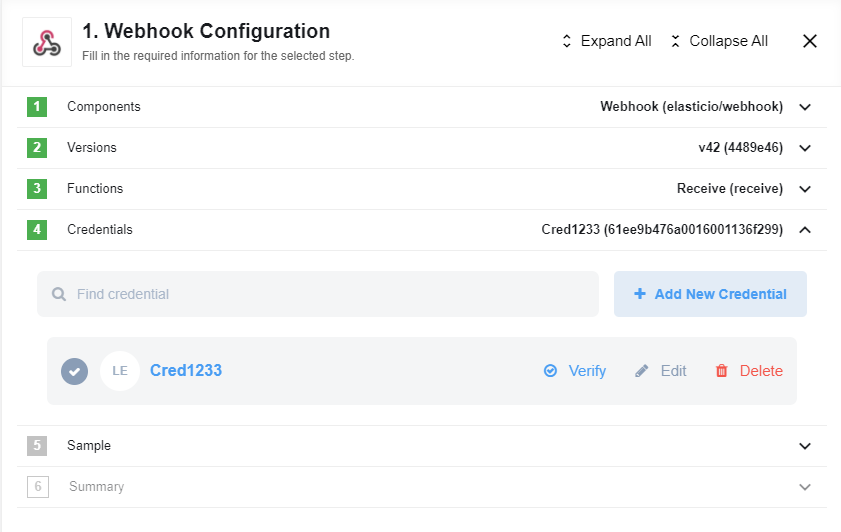 1. Webhook Configuration
Fill in the required information for the selected step.
Expand All
Collapse All
1 Components Webhook (elasticio/webhook)
2 Versions v42 (4489e46)
3 Functions Receive (receive)
4 Credentials Cred1233 (61ee9b476a0016001136f299)
Find credential
+ Add New Credential
LE Cred1233 Verify Edit Delete
5 Sample
6 Summary